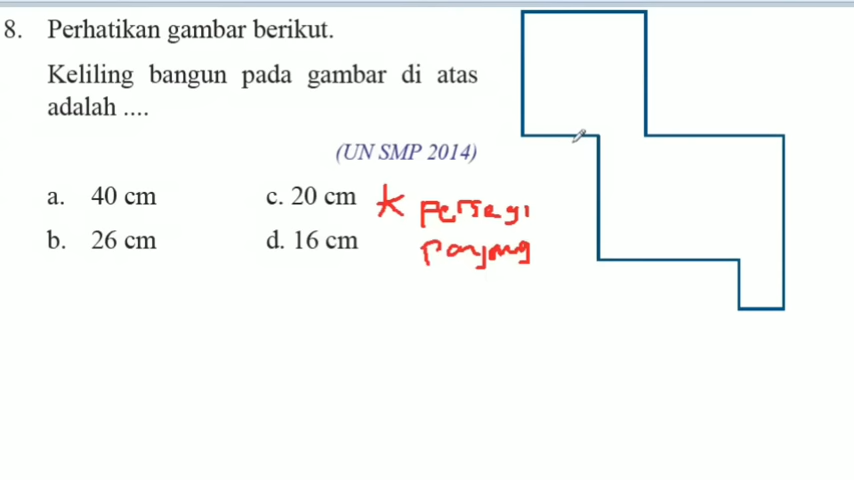 8. Perhatikan gambar berikut.
Keliling bangun pada gambar di atas
adalah ....
(UN SMP 2014)
a. 40 cm
c. 20 cm
b. 26 cm
d. 16 cm
K persegi
panjang